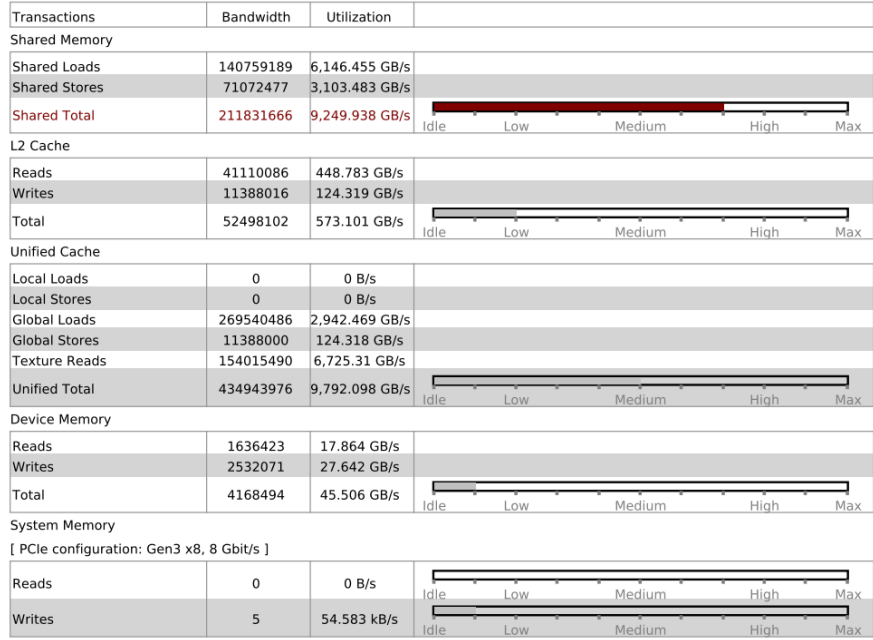 Transactions Bandwidth Utilization
Shared Memory
Shared Loads 140759189 6,146.455 GB/s
Shared Stores 71072477 3,103.483 GB/s
Shared Total 211831666 9,249.938 GB/s
Idle Low Medium High Max
L2 Cache
Reads 41110086 448.783 GB/s
Writes 11388016 124.319 GB/s
Total 52498102 573.101 GB/s
Idle Low Medium High Max
Unified Cache
Local Loads 0 0 B/s
Local Stores 0 0 B/s
Global Loads 269540486 2,942.469 GB/s
Global Stores 11388000 124.318 GB/s
Texture Reads 154015490 6,725.31 GB/s
Unified Total 434943976 9,792.098 GB/s
Idle Low Medium High Max
Device Memory
Reads 1636423 17.864 GB/s
Writes 2532071 27.642 GB/s
Total 4168494 45.506 GB/s
Idle Low Medium High Max
System Memory
[ PCIe configuration: Gen3 x8, 8 Gbit/s ]
Reads 0 0 B/s
Idle Low Medium High Max
Writes 5 54.583 kB/s
Idle Low Medium High Max